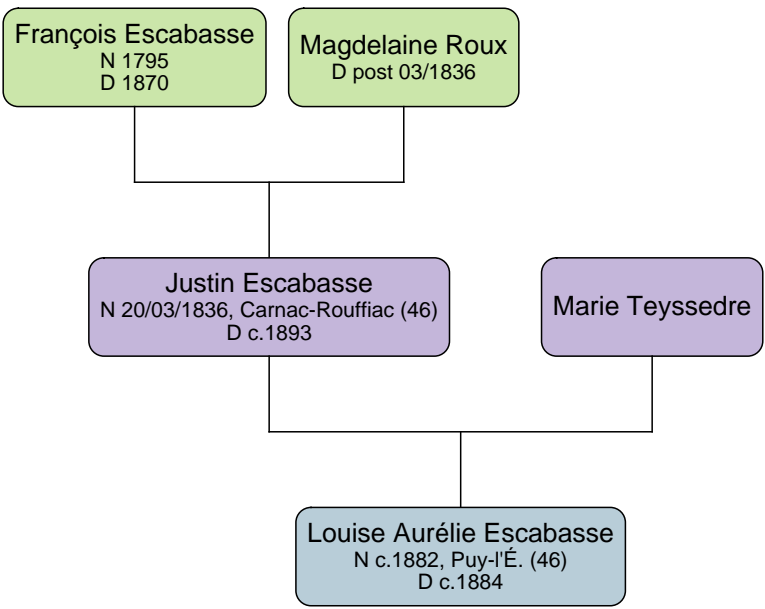 François Escabasse
N 1795
D 1870
Magdelaine Roux
D post 03/1836
Justin Escabasse
N 20/03/1836, Carnac-Rouffiac (46)
D c.1893
Marie Teyssedre
Louise Aurélie Escabasse
N c.1882, Puy-l'É. (46)
D c.1884